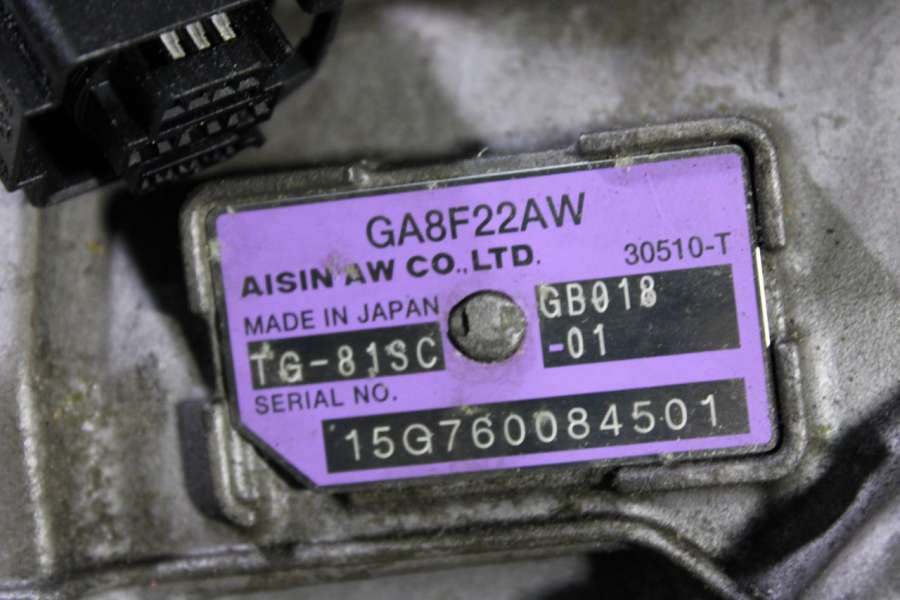 GA8F22AW
AISIN AW CO.,LTD.
30510-T
MADE IN JAPAN
GB018
-01
TG-81SC
SERIAL NO.
15G760084501